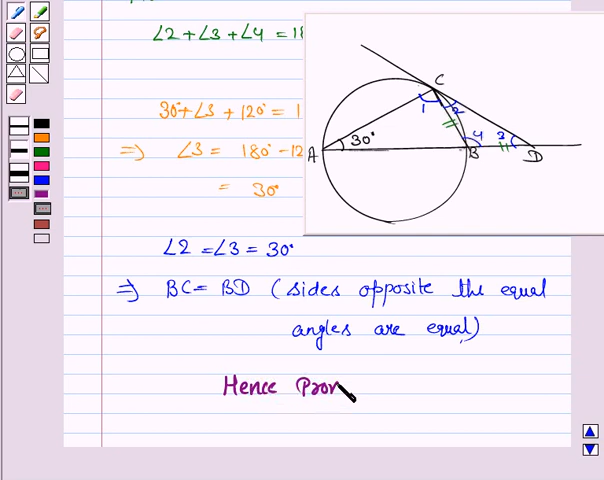 ∠2 + ∠3 + ∠4 = 18
30° + ∠3 + 120° = 1
⇒ ∠3 = 180° - 12
= 30°
∠2 = ∠3 = 30°
⇒ BC = BD (sides opposite the equal
angles are equal)
Hence Prov
C
1
2
A
30°
4
3
B
D